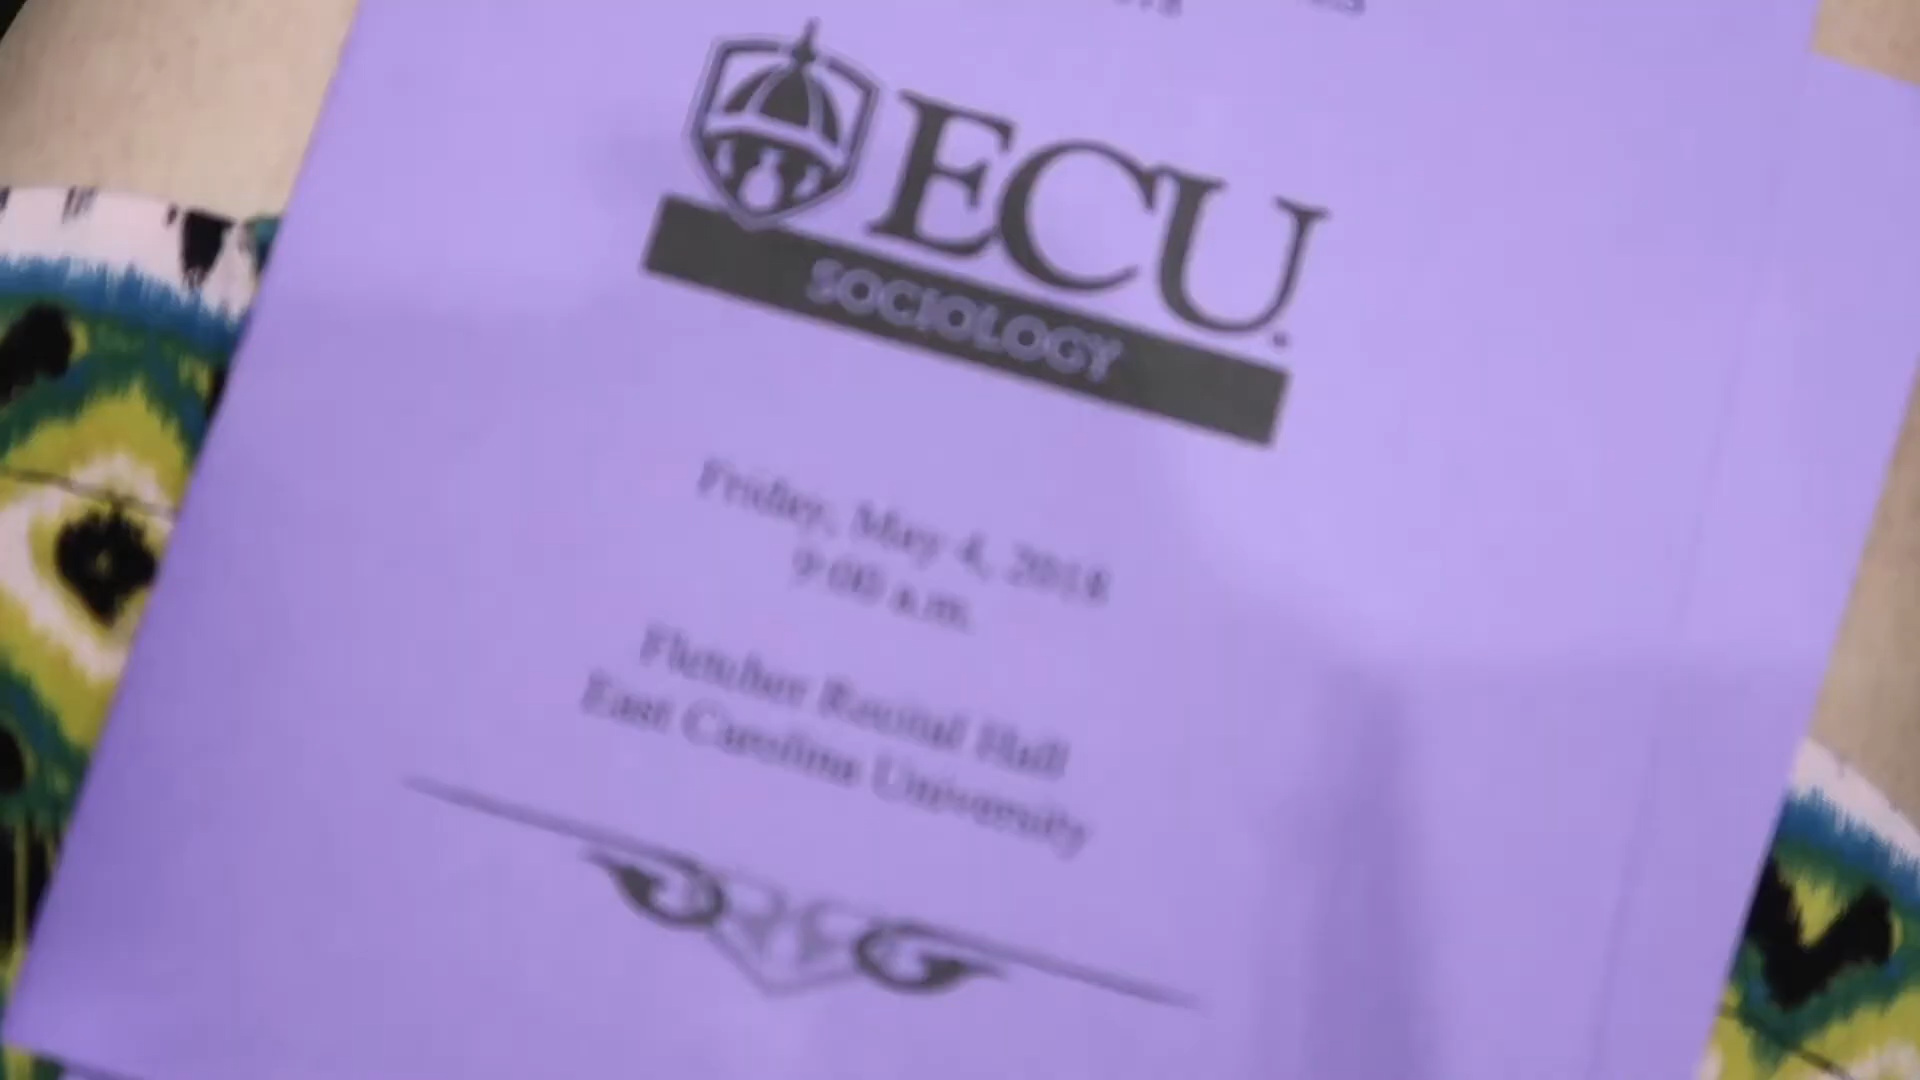 ECU
SOCIOLOGY
Friday, May 4, 2018
9:00 a.m.
Fletcher Recital Hall
East Carolina University